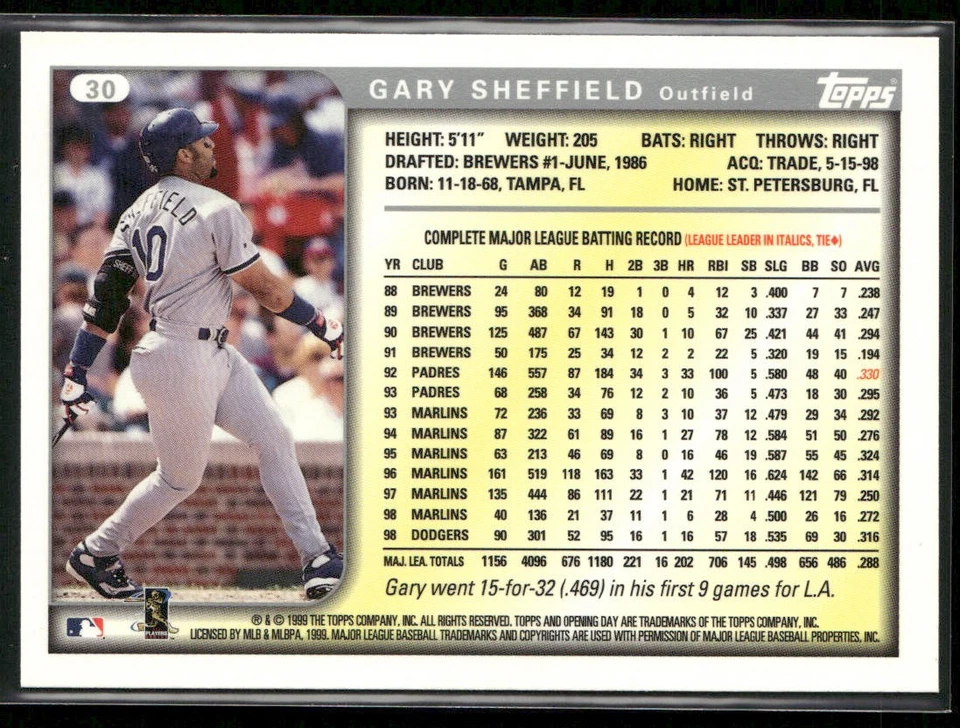 30
GARY SHEFFIELD Outfield
Topps
SHEFFIELD
10
HEIGHT: 5'11" WEIGHT: 205 BATS: RIGHT THROWS: RIGHT
DRAFTED: BREWERS #1-JUNE, 1986 ACQ: TRADE, 5-15-98
BORN: 11-18-68, TAMPA, FL HOME: ST. PETERSBURG, FL
COMPLETE MAJOR LEAGUE BATTING RECORD (LEAGUE LEADER IN ITALICS, TIE♦)
YR CLUB G AB R H 2B 3B HR RBI SB SLG BB SO AVG
88 BREWERS 24 80 12 19 1 0 4 12 3 .400 7 7 .238
89 BREWERS 95 368 34 91 18 0 5 32 10 .337 27 33 .247
90 BREWERS 125 487 67 143 30 1 10 67 25 .421 44 41 .294
91 BREWERS 50 175 25 34 12 2 2 22 5 .320 19 15 .194
92 PADRES 146 557 87 184 34 3 33 100 5 .580 48 40 .330
93 PADRES 68 258 34 76 12 2 10 36 5 .473 18 30 .295
93 MARLINS 72 236 33 69 8 3 10 37 12 .479 29 34 .292
94 MARLINS 87 322 61 89 16 1 27 78 12 .584 51 50 .276
95 MARLINS 63 213 46 69 8 0 16 46 19 .587 55 45 .324
96 MARLINS 161 519 118 163 33 1 42 120 16 .624 142 66 .314
97 MARLINS 135 444 86 111 22 1 21 71 11 .446 121 79 .250
98 MARLINS 40 136 21 37 11 1 6 28 4 .500 26 16 .272
98 DODGERS 90 301 52 95 16 1 16 57 18 .535 69 30 .316
MAJ. LEA. TOTALS 1156 4096 676 1180 221 16 202 706 145 .498 656 486 .288
Gary went 15-for-32 (.469) in his first 9 games for L.A.
® & © 1999 THE TOPPS COMPANY, INC. ALL RIGHTS RESERVED. TOPPS AND OPENING DAY ARE TRADEMARKS OF THE TOPPS COMPANY, INC.
LICENSED BY MLB & MLBPA, 1999. MAJOR LEAGUE BASEBALL TRADEMARKS AND COPYRIGHTS ARE USED WITH PERMISSION OF MAJOR LEAGUE BASEBALL PROPERTIES, INC.
PLAYERS